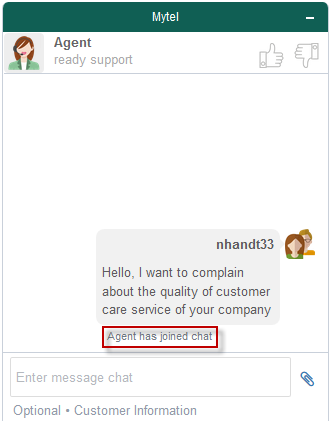 Mytel
Agent
ready support
nhandt33
Hello, I want to complain
about the quality of customer
care service of your company
Agent has joined chat
Enter message chat
Optional • Customer Information